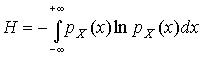 H = −∫_{−∞}^{+∞} p_X(x) ln p_X(x)dx